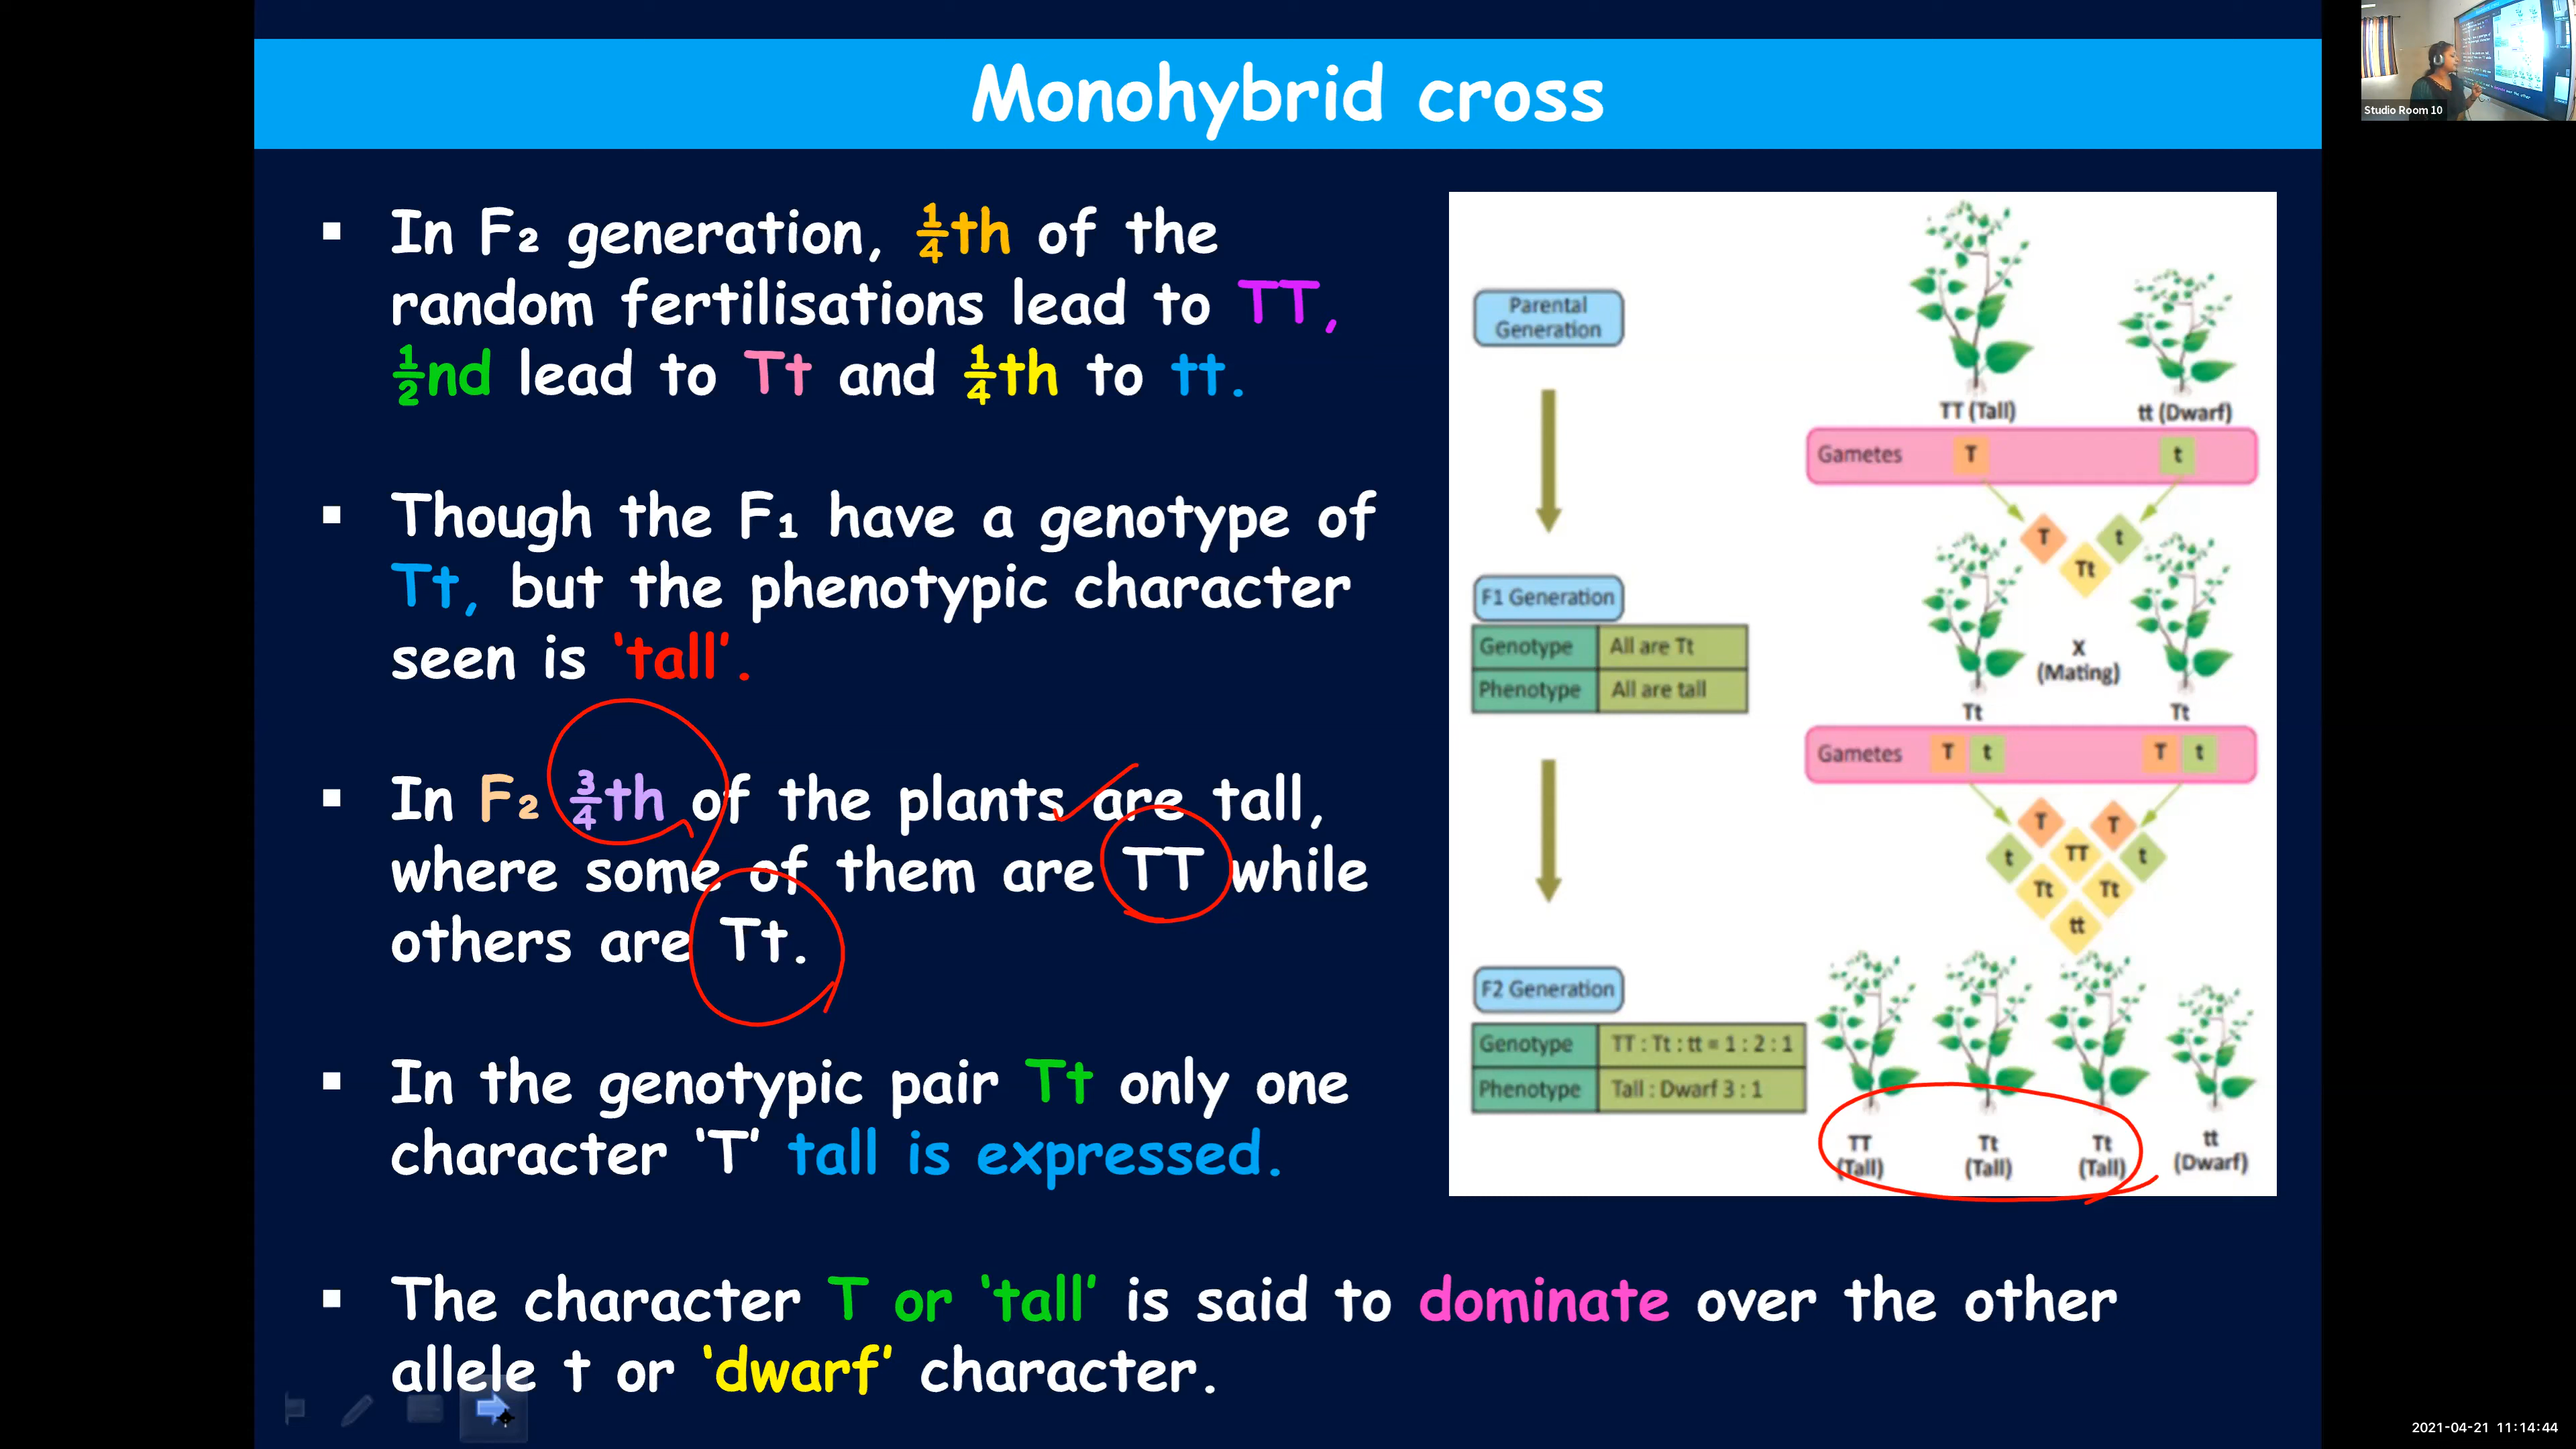 Monohybrid cross
Studio Room 10
▪ In F₂ generation, ¼th of the
random fertilisations lead to TT,
½nd lead to Tt and ¼th to tt.
▪ Though the F₁ have a genotype of
Tt, but the phenotypic character
seen is ‘tall’.
▪ In F₂ ¾th of the plants are tall,
where some of them are TT while
others are Tt.
▪ In the genotypic pair Tt only one
character ‘T’ tall is expressed.
▪ The character T or ‘tall’ is said to dominate over the other
allele t or ‘dwarf’ character.
Parental
Generation
TT (Tall) tt (Dwarf)
Gametes T t
T t
Tt
F1 Generation
Genotype All are Tt
Phenotype All are tall
X
(Mating)
Tt Tt
Gametes T t T t
T T
t TT t
Tt Tt
tt
F2 Generation
Genotype TT : Tt : tt = 1 : 2 : 1
Phenotype Tall : Dwarf 3 : 1
TT Tt Tt tt
(Tall) (Tall) (Tall) (Dwarf)
2021-04-21 11:14:44